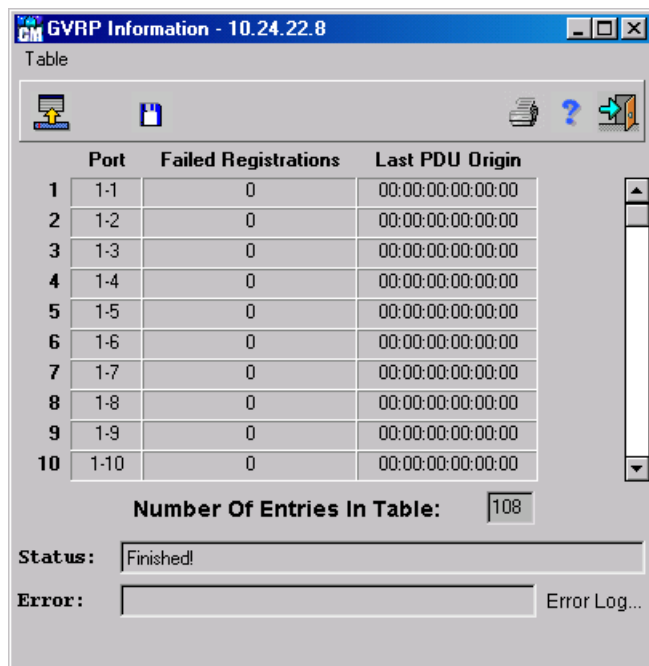 CM GVRP Information - 10.24.22.8
Table
Port Failed Registrations Last PDU Origin
1 1-1 0 00:00:00:00:00:00
2 1-2 0 00:00:00:00:00:00
3 1-3 0 00:00:00:00:00:00
4 1-4 0 00:00:00:00:00:00
5 1-5 0 00:00:00:00:00:00
6 1-6 0 00:00:00:00:00:00
7 1-7 0 00:00:00:00:00:00
8 1-8 0 00:00:00:00:00:00
9 1-9 0 00:00:00:00:00:00
10 1-10 0 00:00:00:00:00:00
Number Of Entries In Table: 108
Status: Finished!
Error: Error Log...